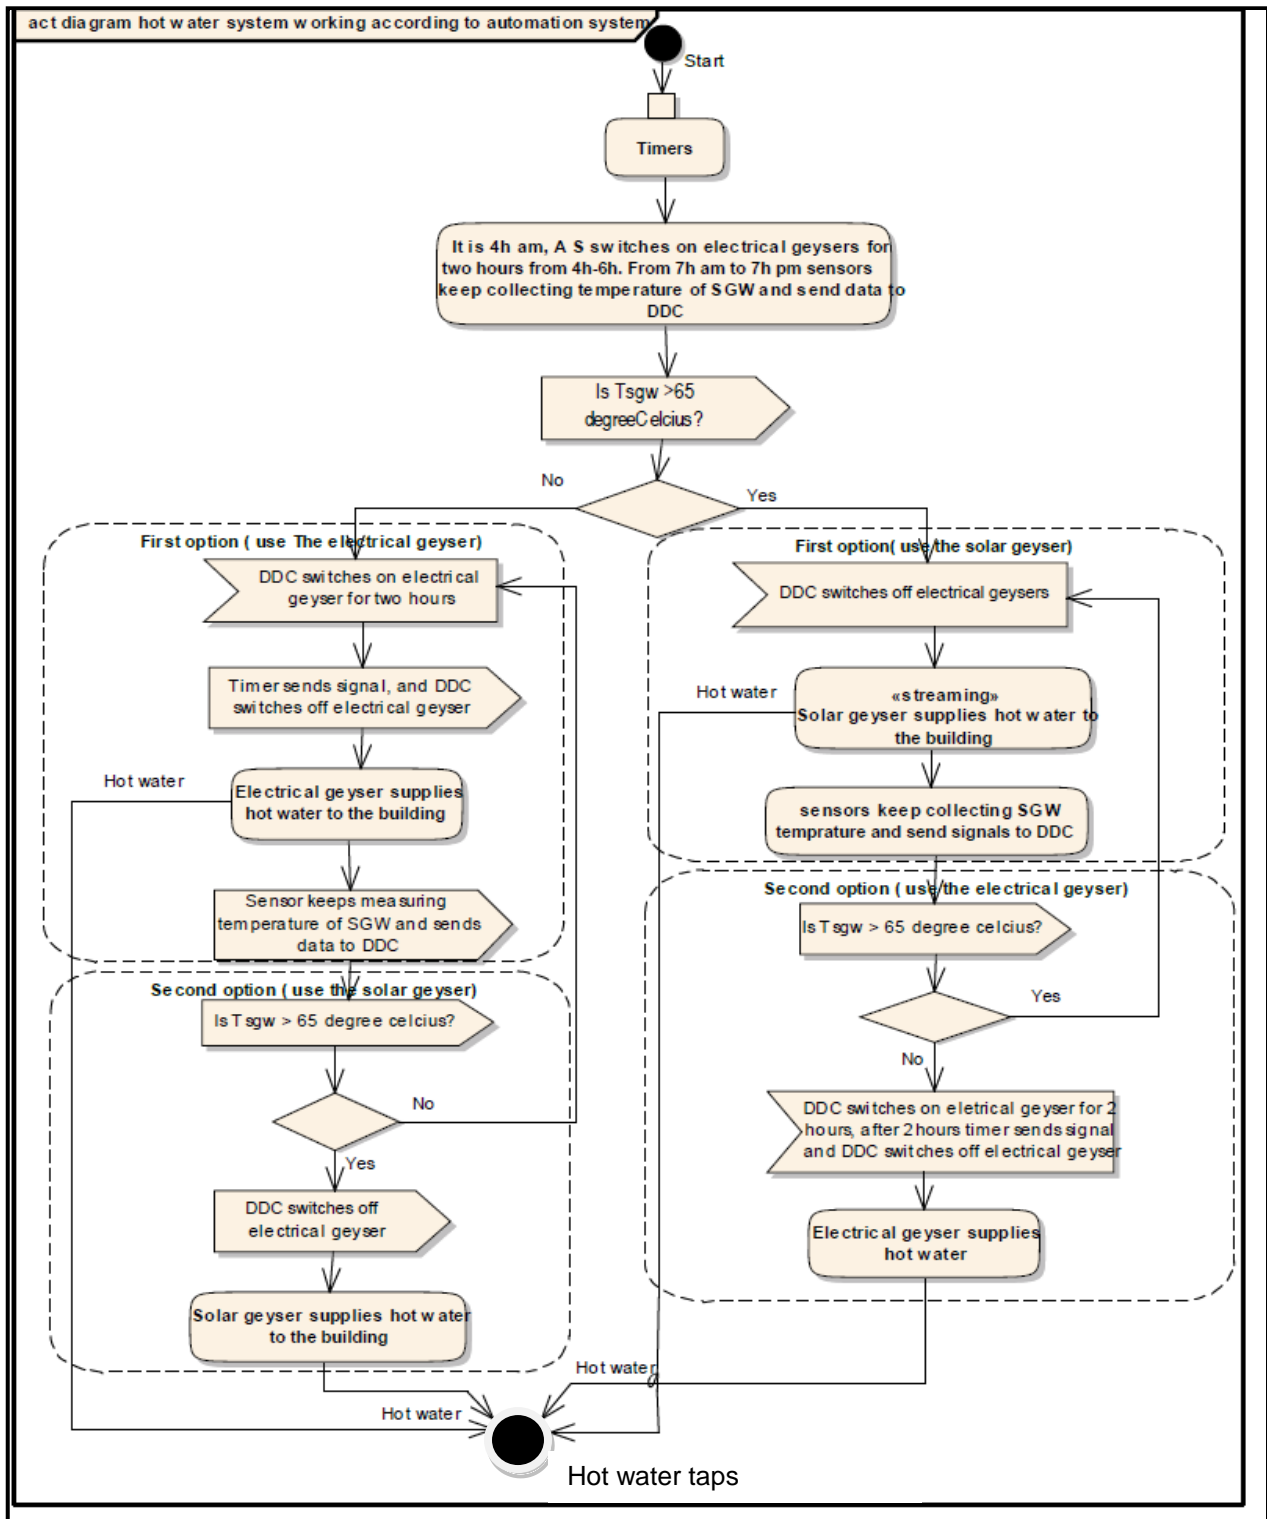 act diagram hot water system working according to automation system
Start
Timers
It is 4h am, A S switches on electrical geysers for
two hours from 4h-6h. From 7h am to 7h pm sensors
keep collecting temperature of SGW and send data to
DDC
Is Tsgw >65
degreeCelcius?
No
Yes
First option ( use The electrical geyser)
DDC switches on electrical
geyser for two hours
Timer sends signal, and DDC
switches off electrical geyser
Hot water
Electrical geyser supplies
hot water to the building
Sensor keeps measuring
temperature of SGW and sends
data to DDC
Second option ( use the solar geyser)
Is Tsgw > 65 degree celcius?
No
Yes
DDC switches off
electrical geyser
Solar geyser supplies hot water
to the building
Hot water
First option( use the solar geyser)
DDC switches off electrical geysers
Hot water
«streaming»
Solar geyser supplies hot water to
the building
sensors keep collecting SGW
temprature and send signals to DDC
Second option ( use the electrical geyser)
Is Tsgw > 65 degree celcius?
Yes
No
DDC switches on eletrical geyser for 2
hours, after 2 hours timer sends signal
and DDC switches off electrical geyser
Electrical geyser supplies
hot water
Hot water
Hot water taps